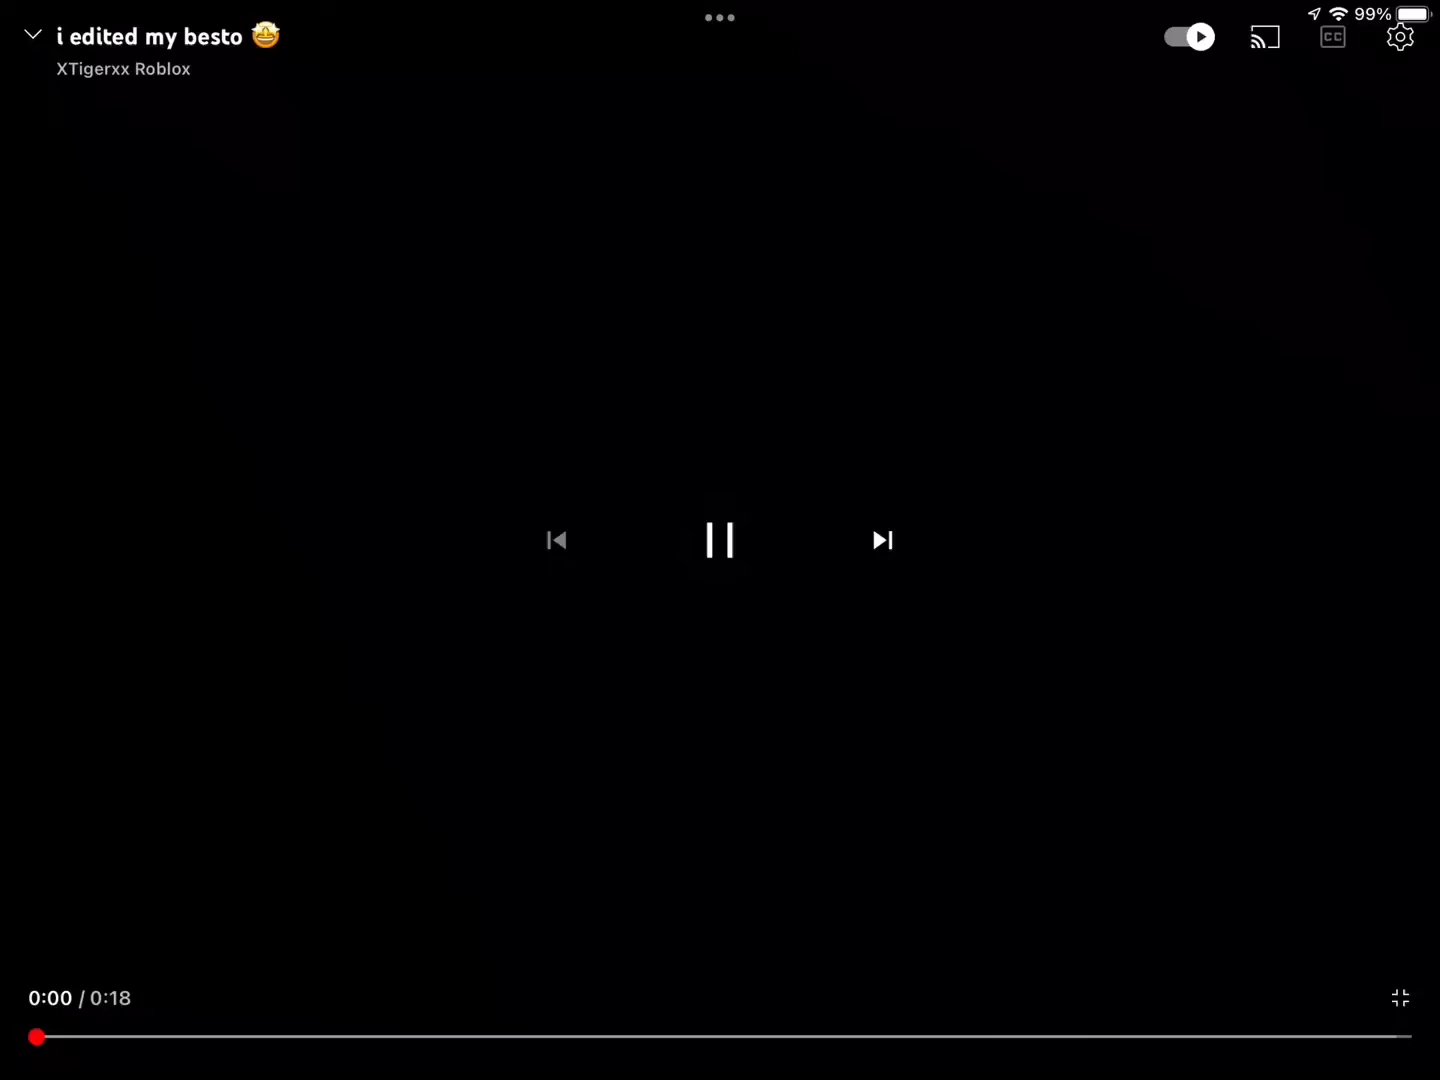 99%
i edited my besto 🤩
CC
XTigerxx Roblox
0:00 / 0:18